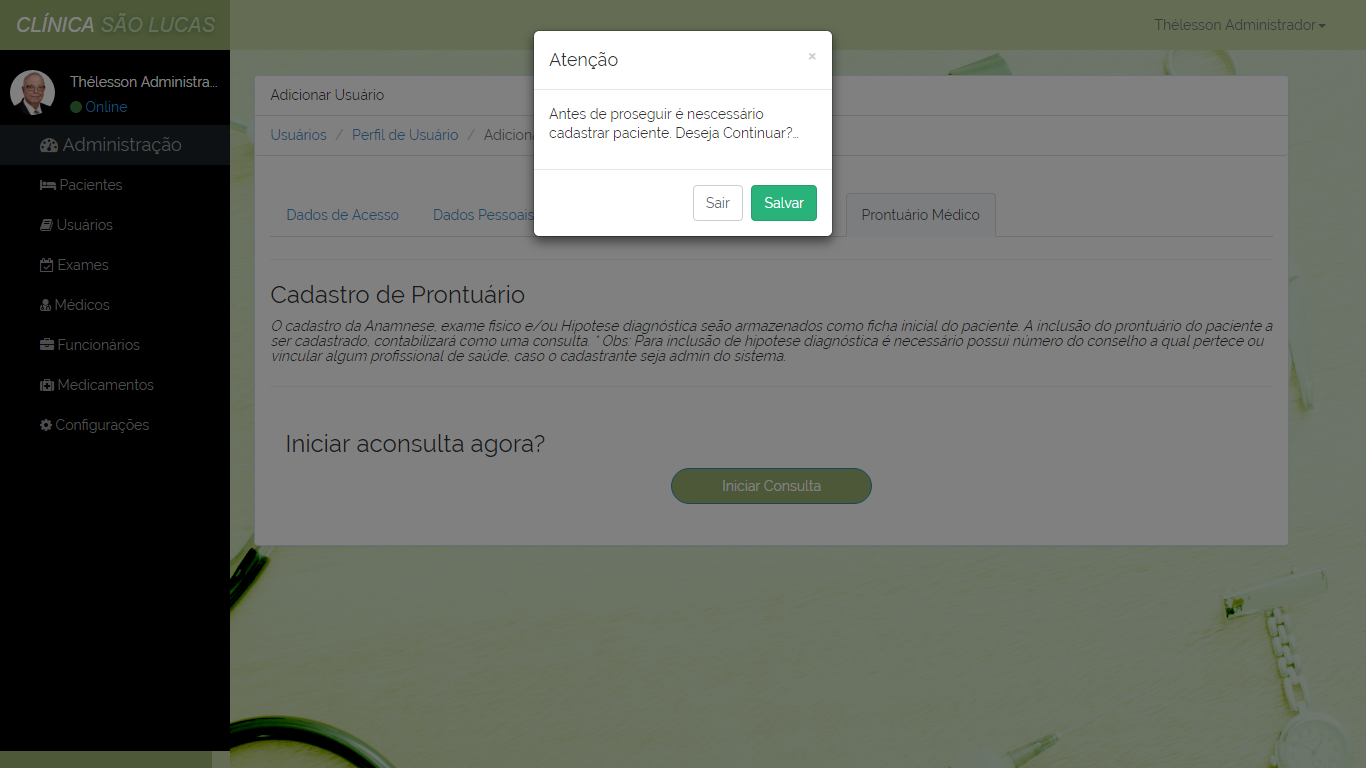 CLÍNICA SÃO LUCAS
Thélesson Administrador
Thélesson Administra...
Online
Administração
Pacientes
Usuários
Exames
Médicos
Funcionários
Medicamentos
Configurações
Atenção
×
Antes de proseguir é nescessário
cadastrar paciente. Deseja Continuar?...
Sair
Salvar
Adicionar Usuário
Usuários / Perfil de Usuário / Adiciona
Dados de Acesso
Dados Pessoais
Prontuário Médico
Cadastro de Prontuário
O cadastro da Anamnese, exame fisico e/ou Hipotese diagnóstica seão armazenados como ficha inicial do paciente. A inclusão do prontuário do paciente a
ser cadastrado, contabilizará como uma consulta. * Obs: Para inclusão de hipotese diagnóstica é necessário possui número do conselho a qual pertece ou
vincular algum profissional de saúde, caso o cadastrante seja admin do sistema.
Iniciar aconsulta agora?
Iniciar Consulta